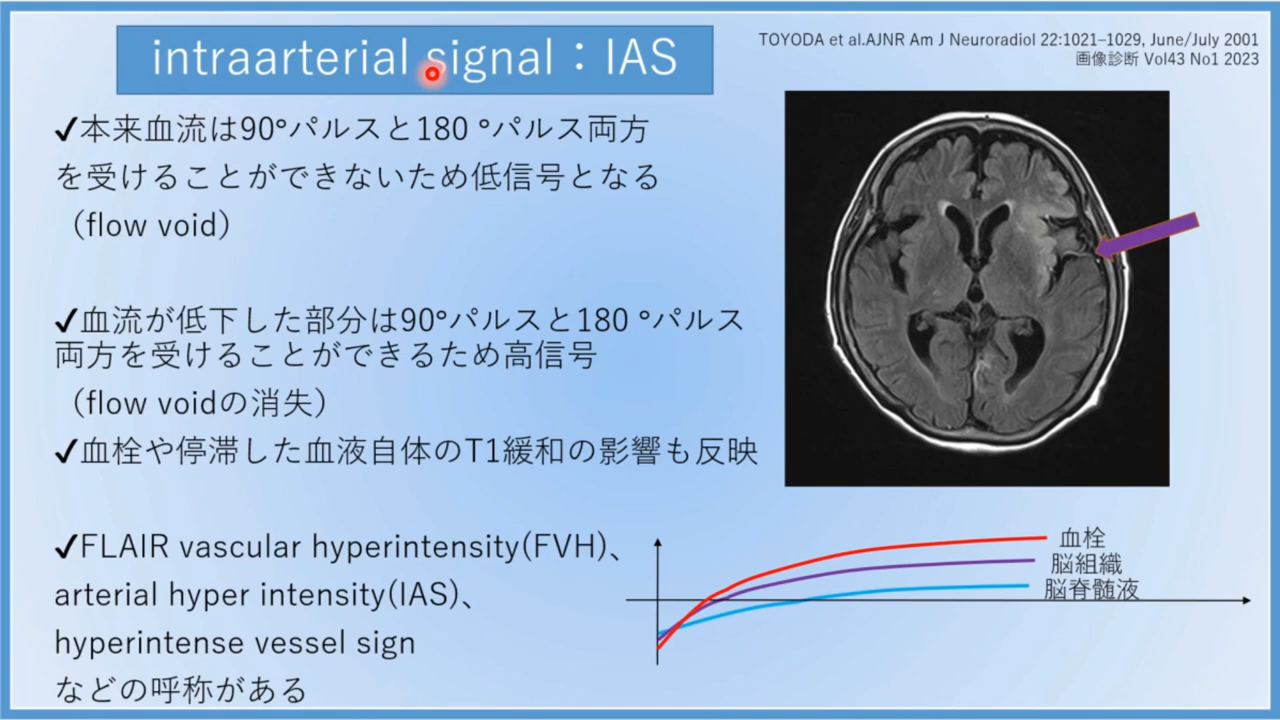 intraarterial signal：IAS
TOYODA et al.AJNR Am J Neuroradiol 22:1021–1029, June/July 2001
画像診断 Vol43 No1 2023
✓本来血流は90°パルスと180 °パルス両方
を受けることができないため低信号となる
（flow void）
✓血流が低下した部分は90°パルスと180 °パルス
両方を受けることができるため高信号
（flow voidの消失）
✓血栓や停滞した血液自体のT1緩和の影響も反映
✓FLAIR vascular hyperintensity(FVH)、
arterial hyper intensity(IAS)、
hyperintense vessel sign
などの呼称がある
血栓
脳組織
脳脊髄液